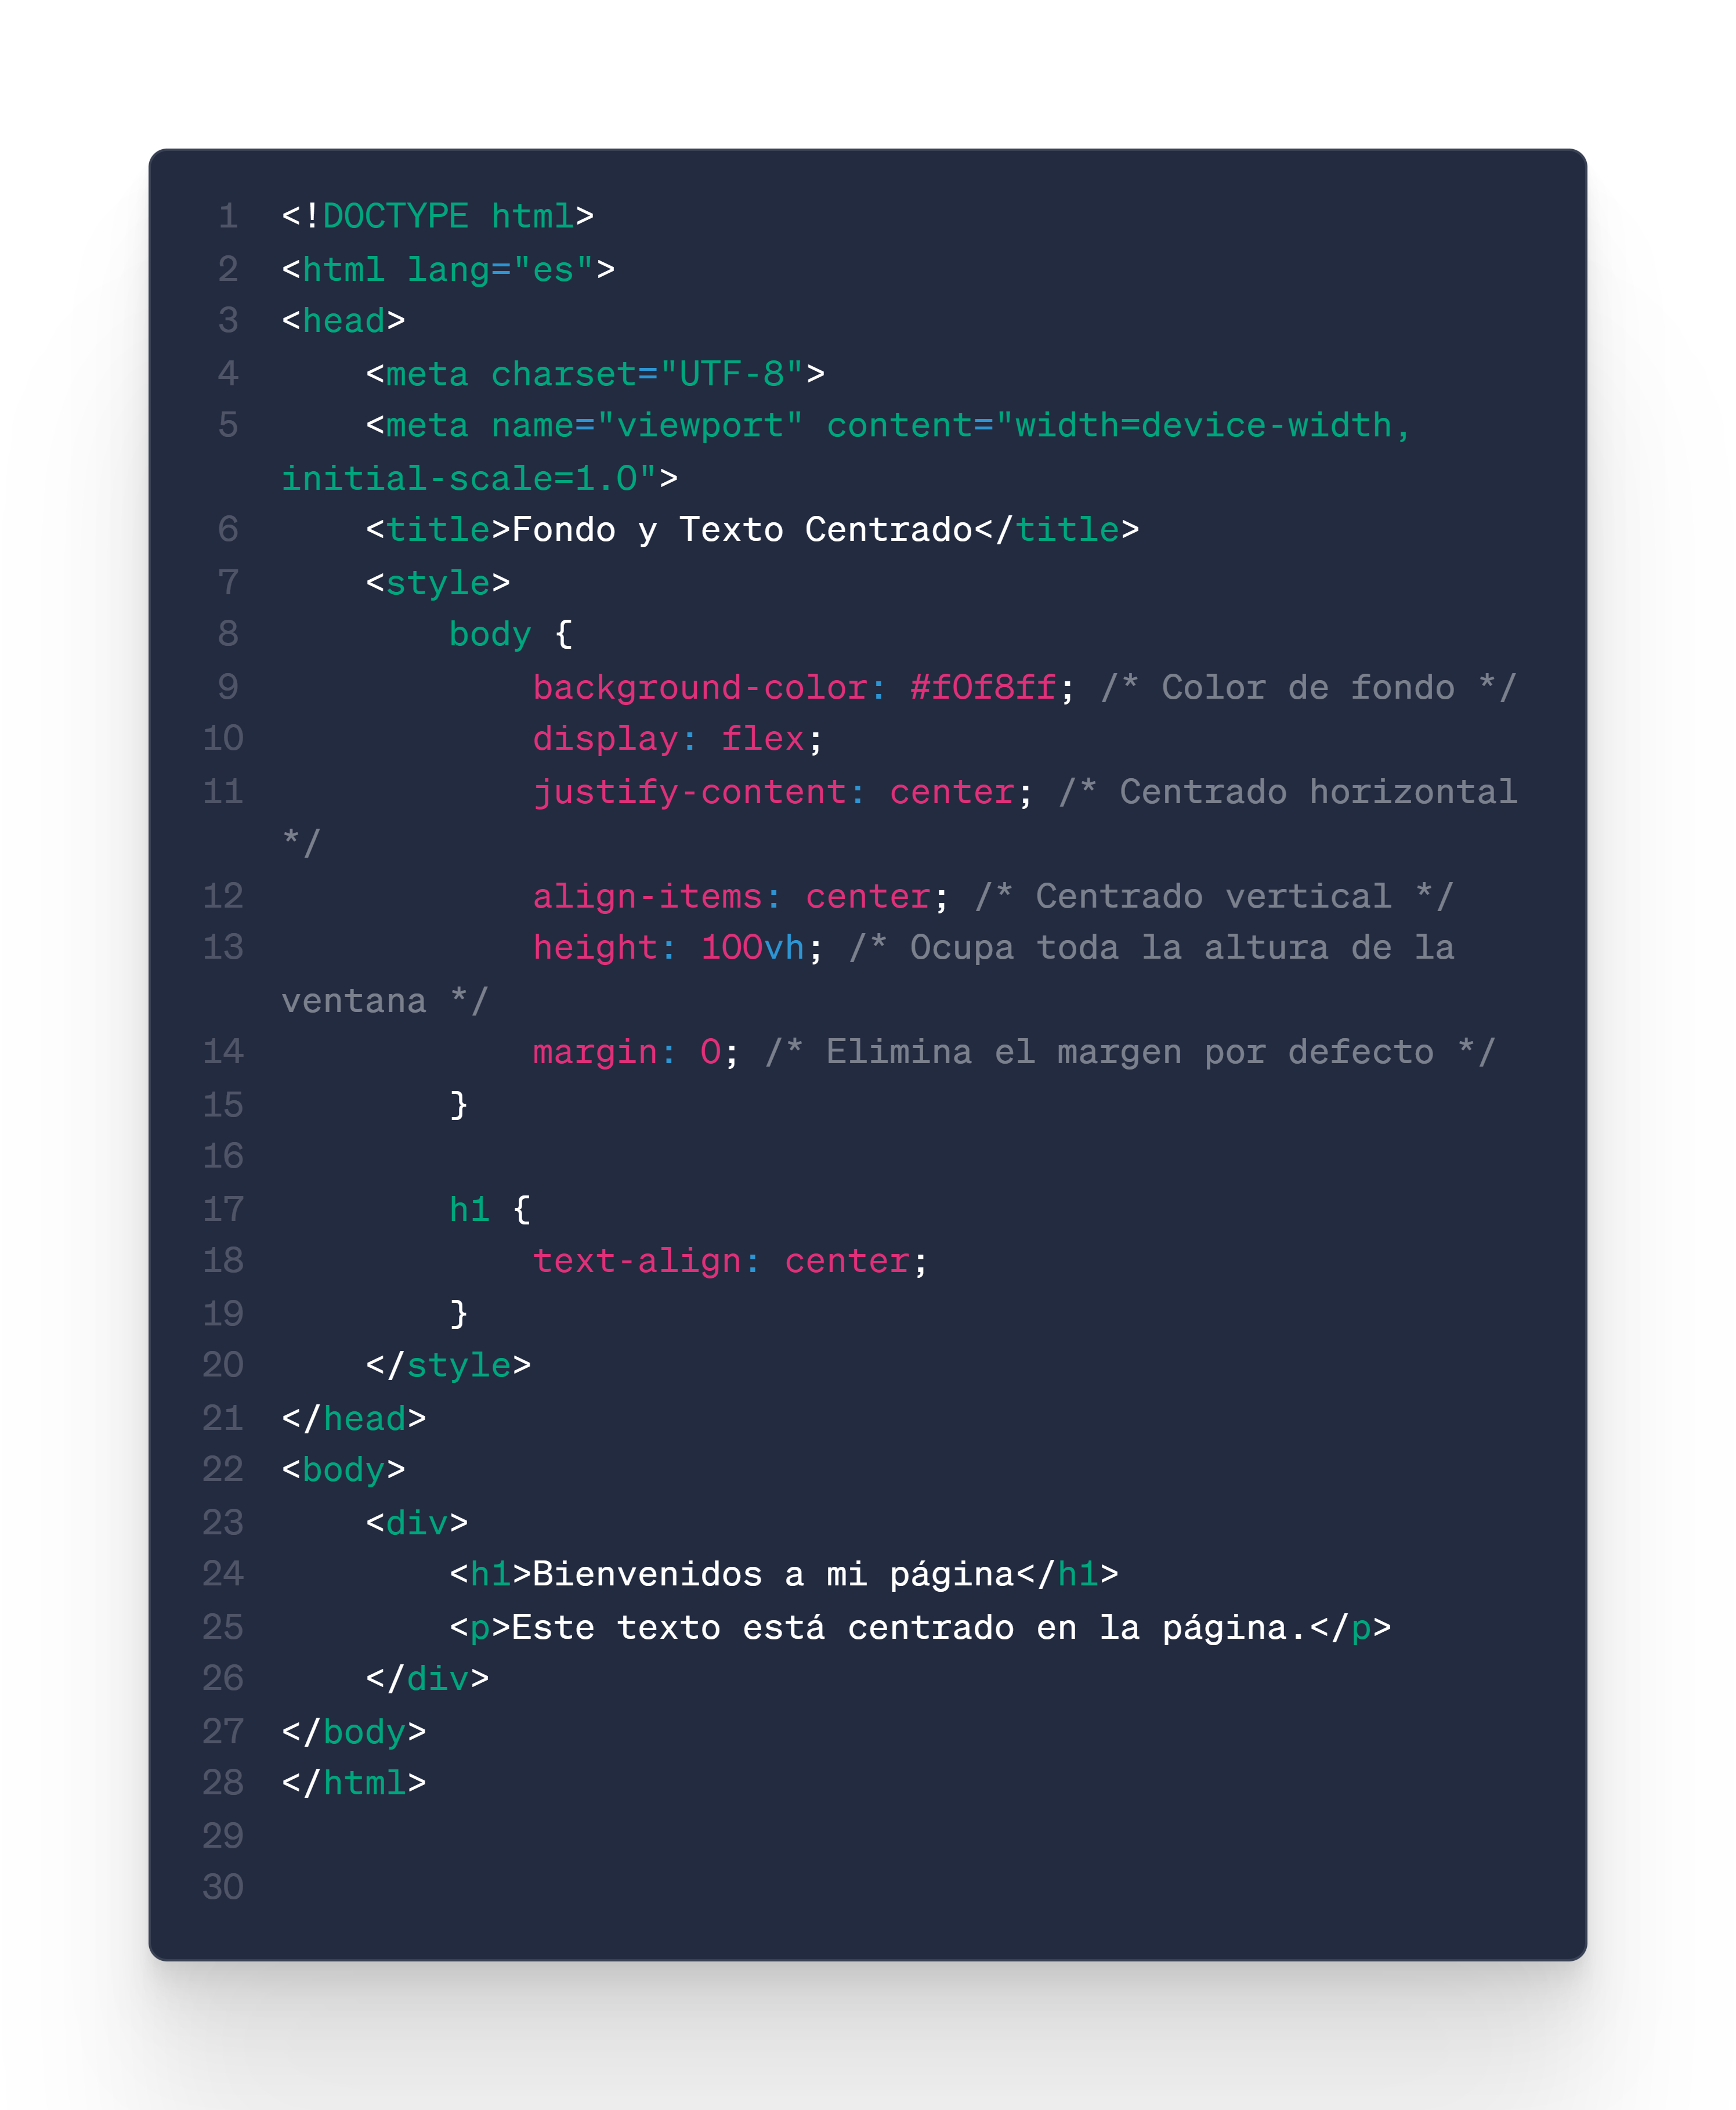 1 <!DOCTYPE html>
2 <html lang="es">
3 <head>
4     <meta charset="UTF-8">
5     <meta name="viewport" content="width=device-width,
initial-scale=1.0">
6     <title>Fondo y Texto Centrado</title>
7     <style>
8         body {
9             background-color: #f0f8ff; /* Color de fondo */
10             display: flex;
11             justify-content: center; /* Centrado horizontal
*/
12             align-items: center; /* Centrado vertical */
13             height: 100vh; /* Ocupa toda la altura de la
ventana */
14             margin: 0; /* Elimina el margen por defecto */
15         }
16
17         h1 {
18             text-align: center;
19         }
20     </style>
21 </head>
22 <body>
23     <div>
24         <h1>Bienvenidos a mi página</h1>
25         <p>Este texto está centrado en la página.</p>
26     </div>
27 </body>
28 </html>
29
30